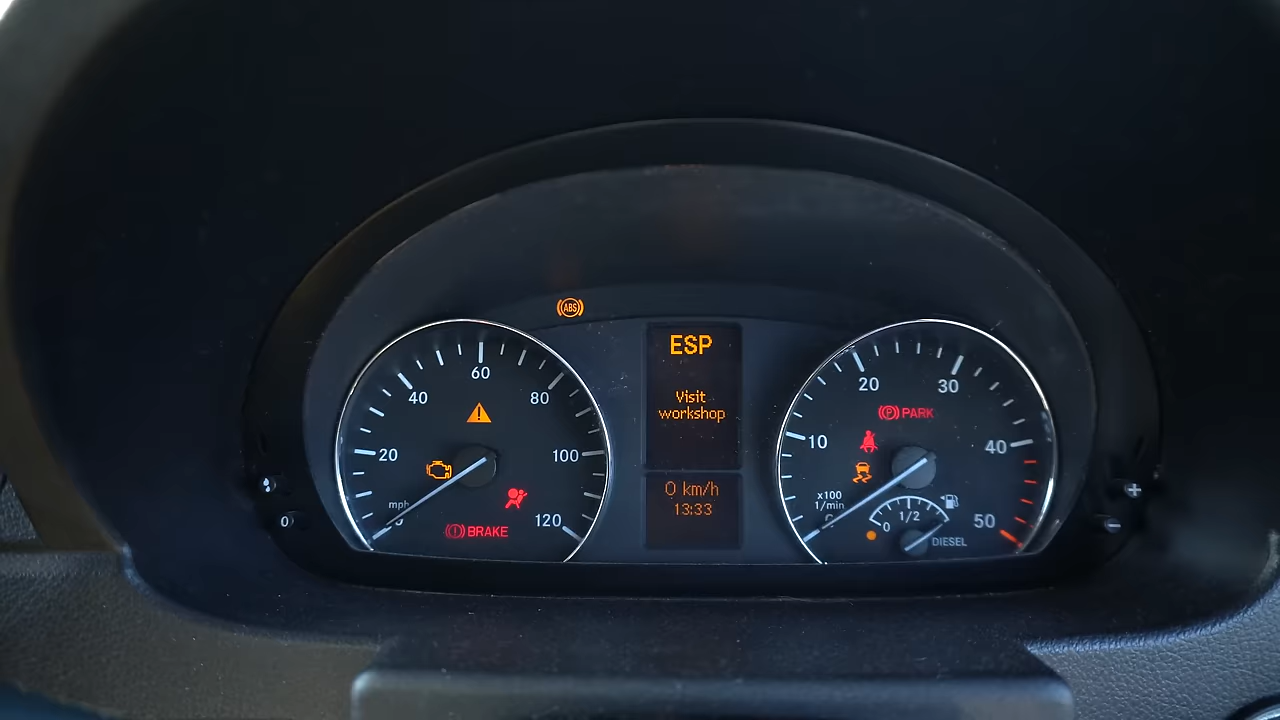 ABS
20
40
60
80
100
120
mph
BRAKE
0
ESP
Visit
workshop
0 km/h
13:33
10
20
30
40
50
P PARK
x100
1/min
0
1/2
DIESEL
+
-